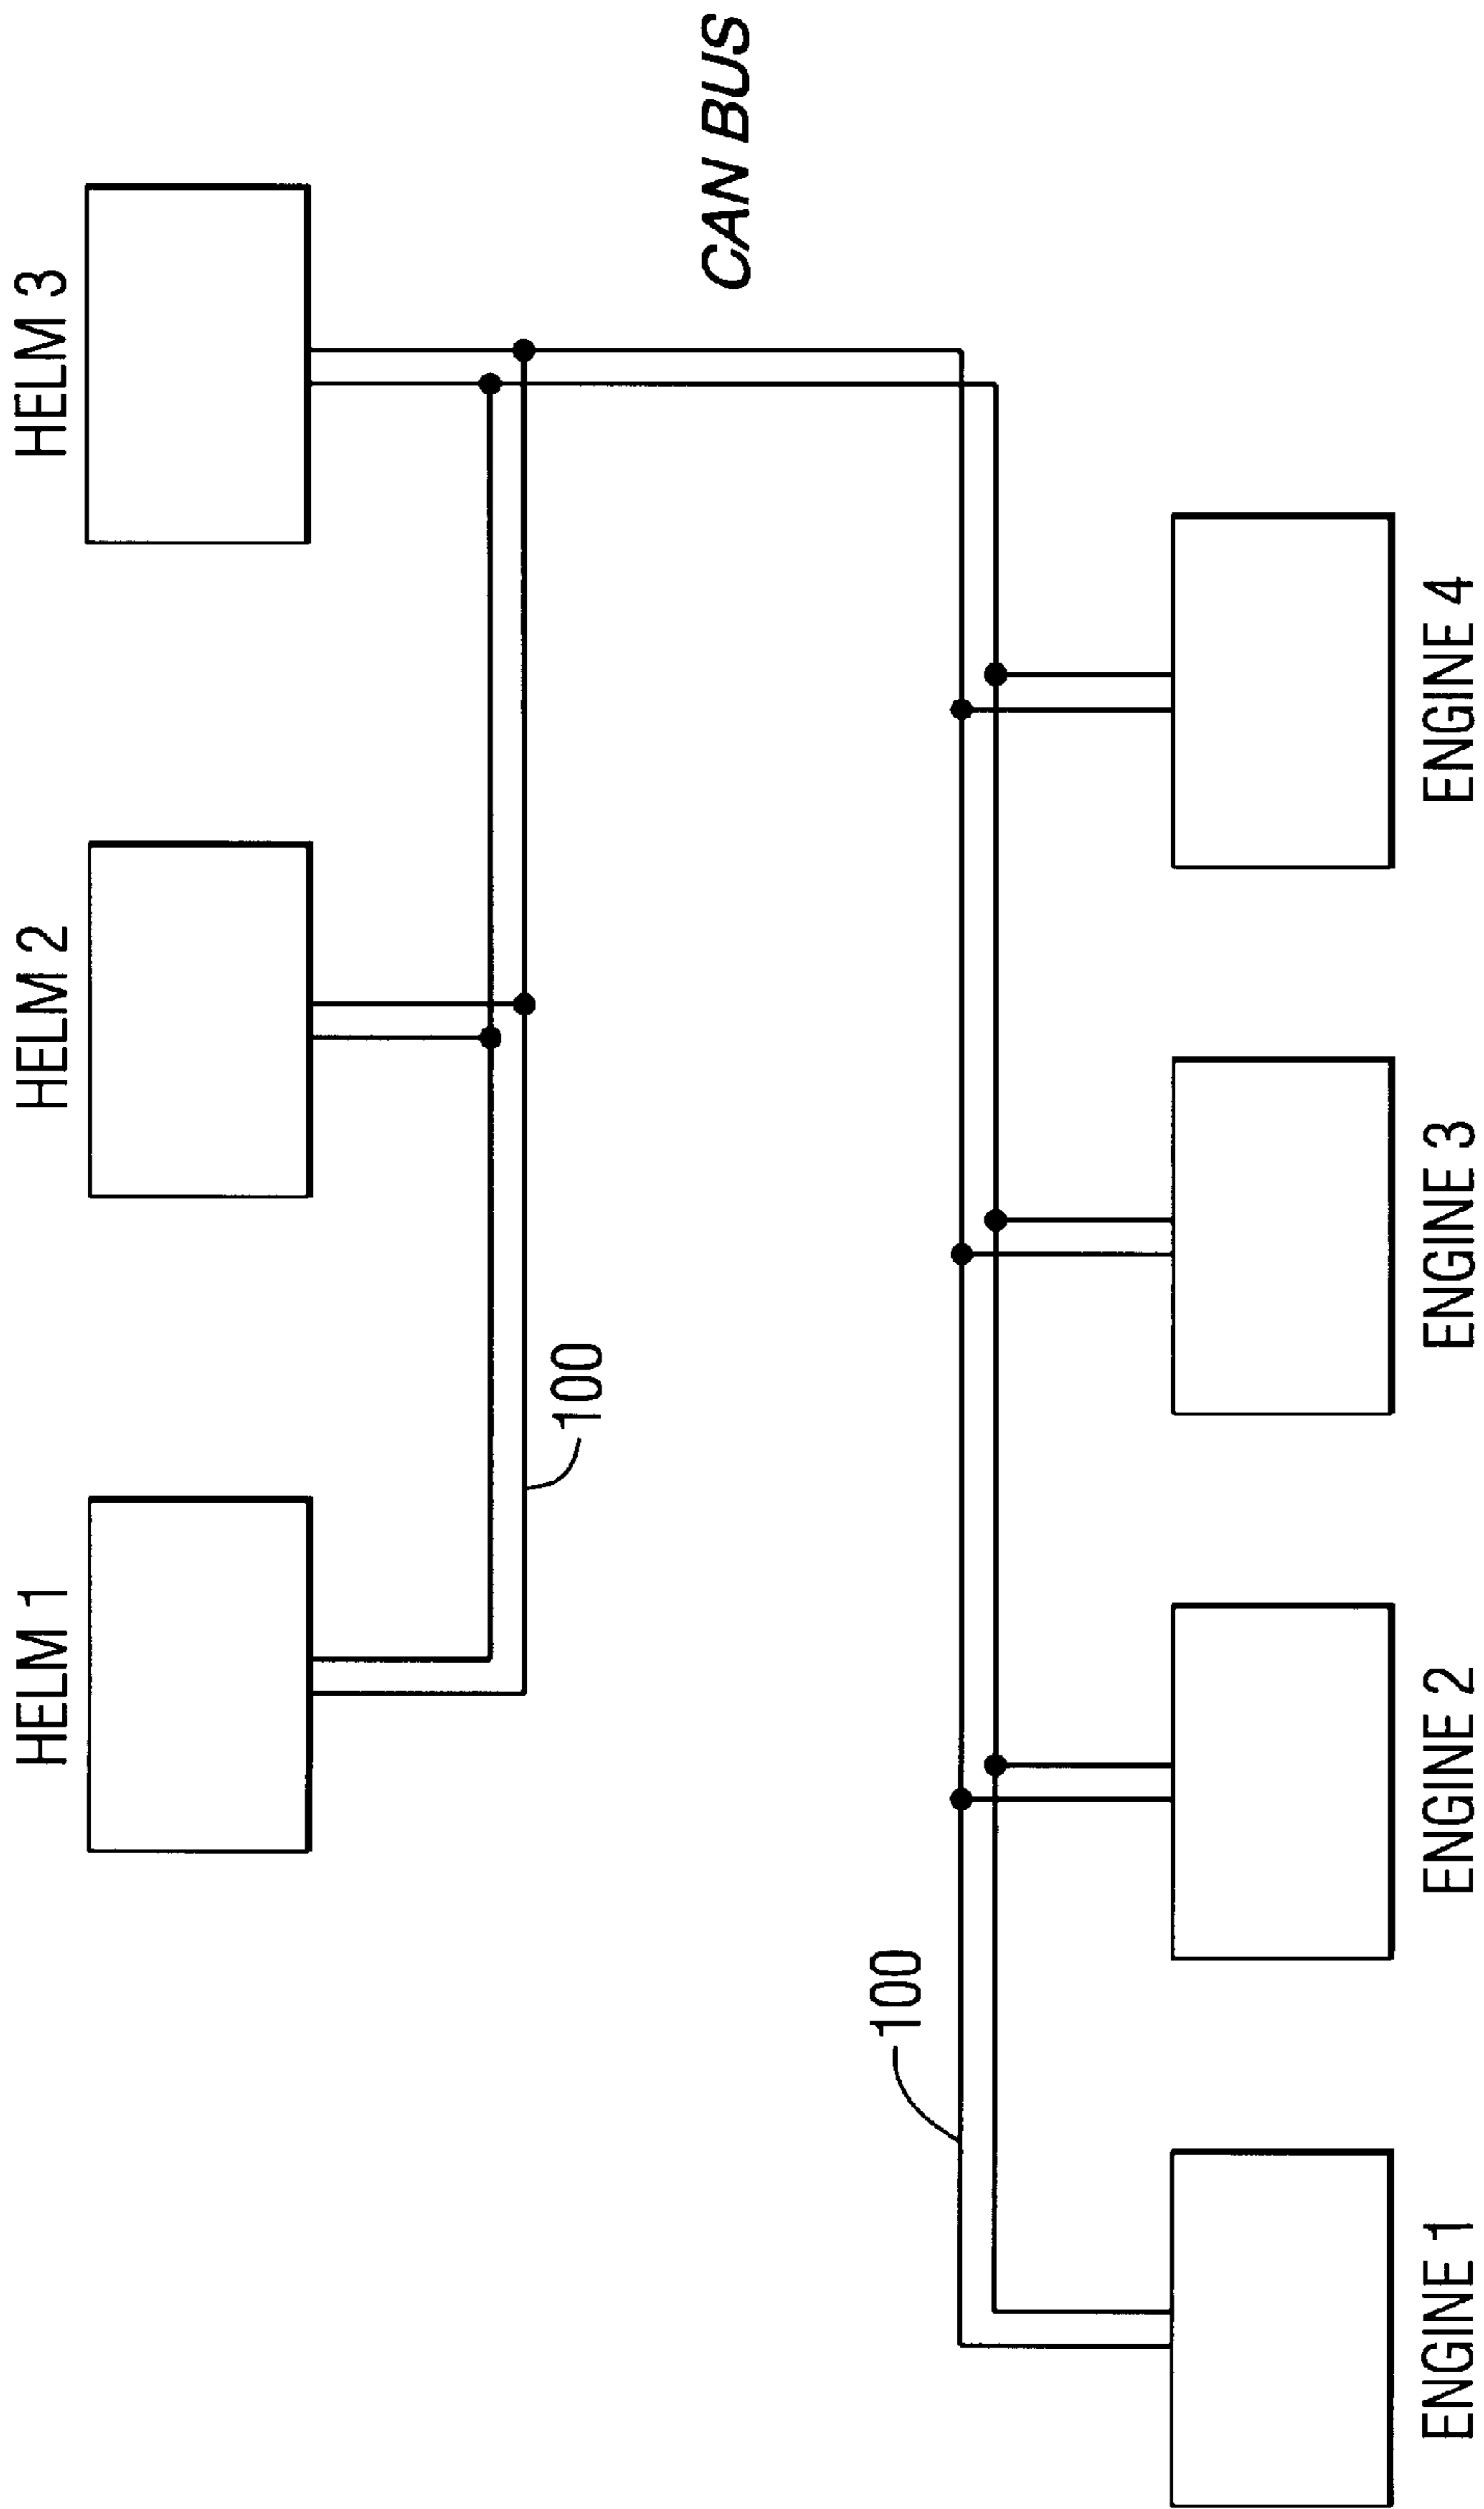 HELM 1
HELM 2
HELM 3
100
CAN BUS
100
ENGINE 1
ENGINE 2
ENGINE 3
ENGINE 4